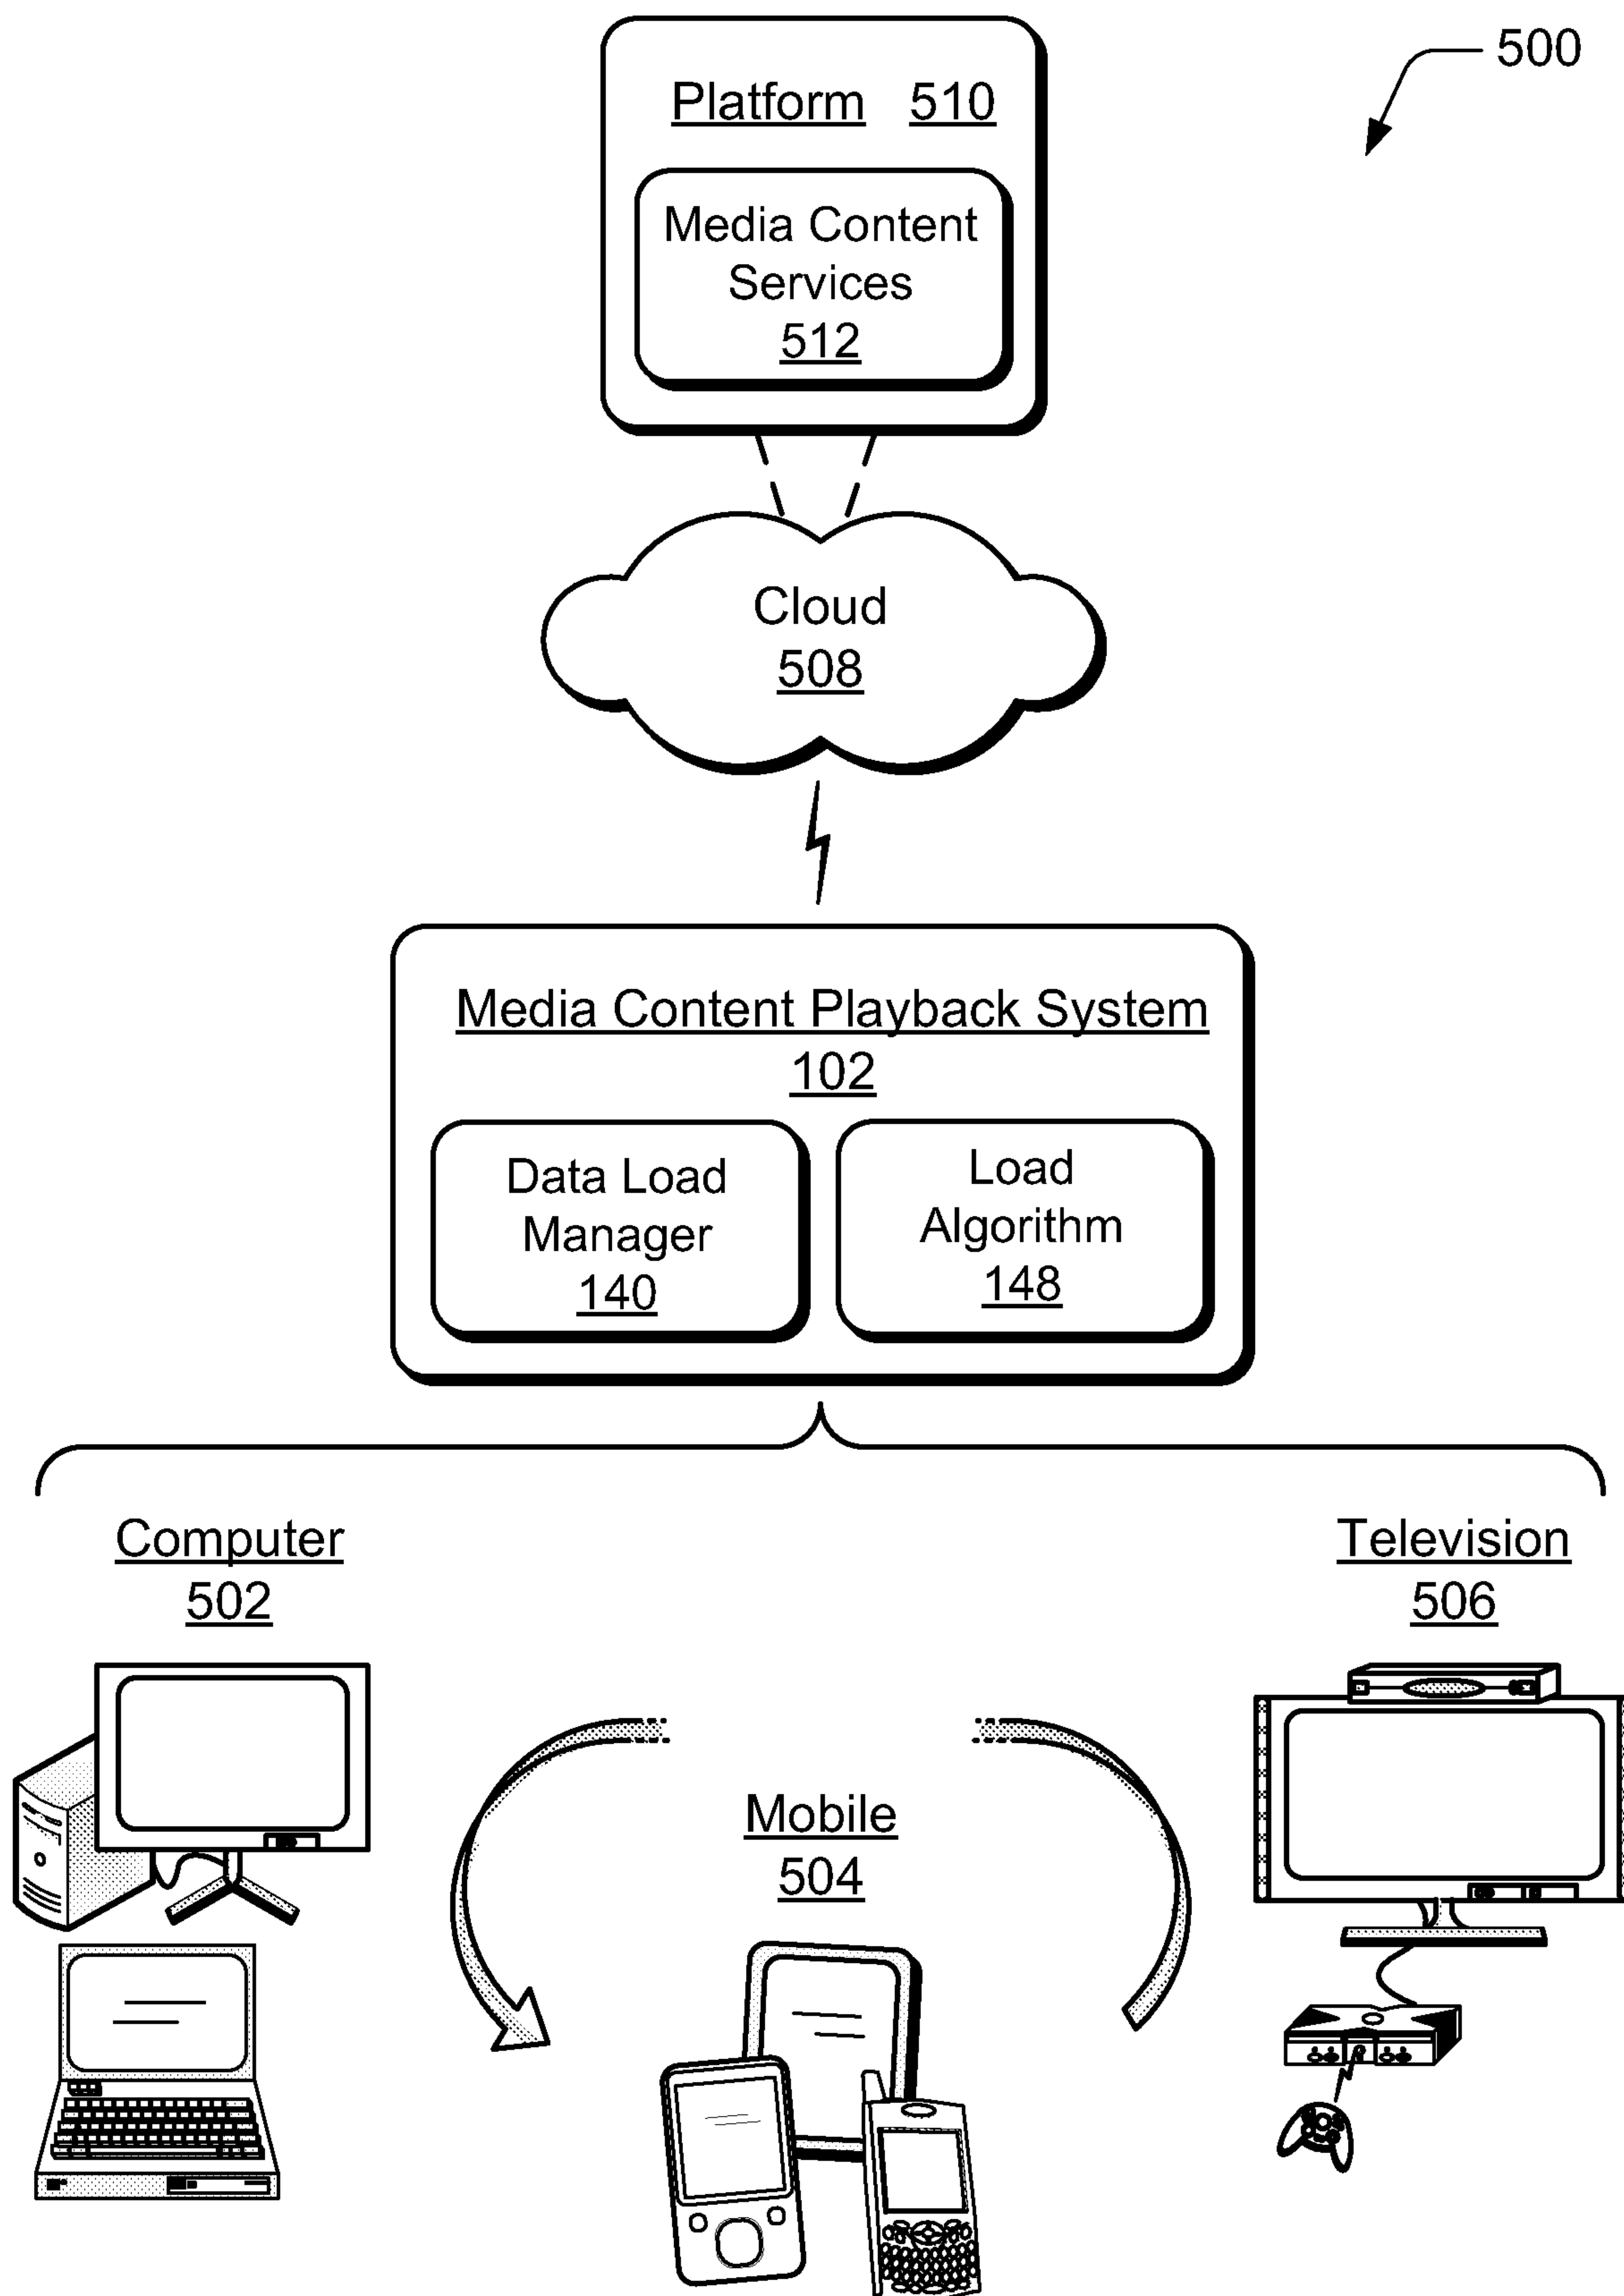 500
Platform 510
Media Content
Services
512
Cloud
508
Media Content Playback System
102
Data Load
Manager
140
Load
Algorithm
148
Computer
502
Television
506
Mobile
504